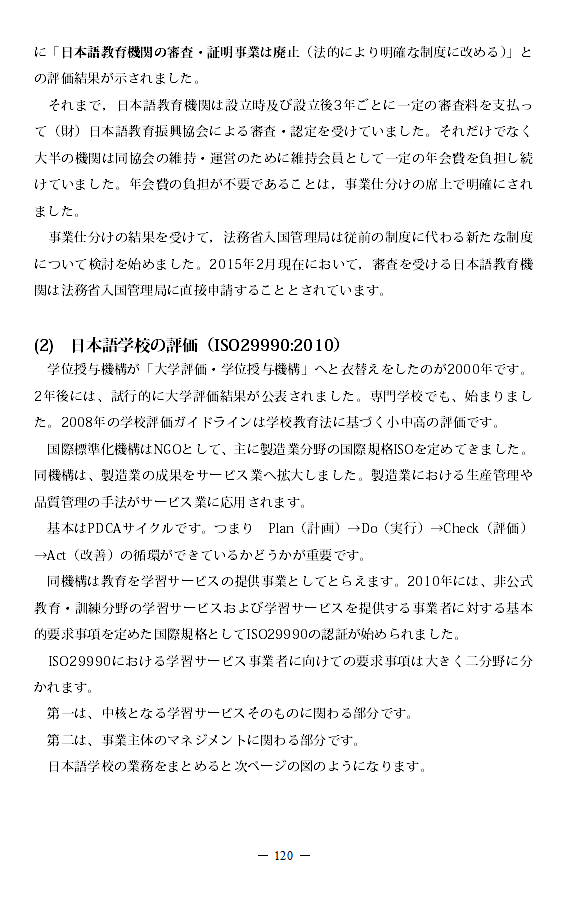 に「日本語教育機関の審査・証明事業は廃止（法的により明確な制度に改める）」と
の評価結果が示されました。
それまで，日本語教育機関は設立時及び設立後3年ごとに一定の審査料を支払っ
て（財）日本語教育振興協会による審査・認定を受けていました。それだけでなく
大半の機関は同協会の維持・運営のために維持会員として一定の年会費を負担し続
けていました。年会費の負担が不要であることは，事業仕分けの席上で明確にされ
ました。
事業仕分けの結果を受けて，法務省入国管理局は従前の制度に代わる新たな制度
について検討を始めました。2015年2月現在において，審査を受ける日本語教育機
関は法務省入国管理局に直接申請することとされています。
(2)　日本語学校の評価（ISO29990:2010）
学位授与機構が「大学評価・学位授与機構」へと衣替えをしたのが2000年です。
2年後には、試行的に大学評価結果が公表されました。専門学校でも、始まりまし
た。2008年の学校評価ガイドラインは学校教育法に基づく小中高の評価です。
国際標準化機構はNGOとして、主に製造業分野の国際規格ISOを定めてきました。
同機構は、製造業の成果をサービス業へ拡大しました。製造業における生産管理や
品質管理の手法がサービス業に応用されます。
基本はPDCAサイクルです。つまり　Plan（計画）→Do（実行）→Check（評価）
→Act（改善）の循環ができているかどうかが重要です。
同機構は教育を学習サービスの提供事業としてとらえます。2010年には、非公式
教育・訓練分野の学習サービスおよび学習サービスを提供する事業者に対する基本
的要求事項を定めた国際規格としてISO29990の認証が始められました。
ISO29990における学習サービス事業者に向けての要求事項は大きく二分野に分
かれます。
第一は、中核となる学習サービスそのものに関わる部分です。
第二は、事業主体のマネジメントに関わる部分です。
日本語学校の業務をまとめると次ページの図のようになります。
― 120 ―